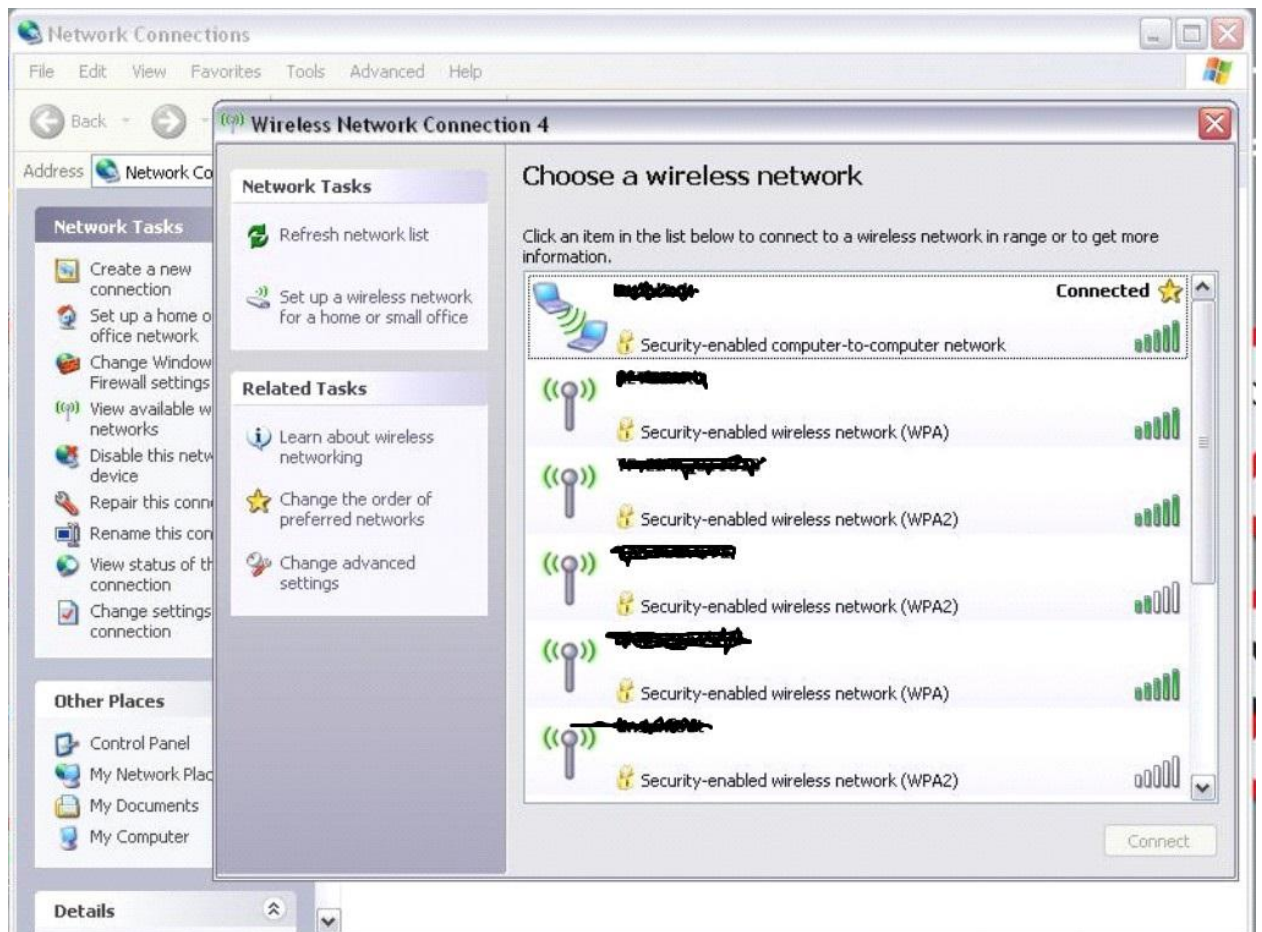 Network Connections
File Edit View Favorites Tools Advanced Help
Back
Address Network Co
Network Tasks
Create a new
connection
Set up a home o
office network
Change Window
Firewall settings
View available w
networks
Disable this netw
device
Repair this conn
Rename this con
View status of th
connection
Change settings
connection
Other Places
Control Panel
My Network Plac
My Documents
My Computer
Details
Wireless Network Connection 4
Network Tasks
Refresh network list
Set up a wireless network
for a home or small office
Related Tasks
Learn about wireless
networking
Change the order of
preferred networks
Change advanced
settings
Choose a wireless network
Click an item in the list below to connect to a wireless network in range or to get more
information.
Connected
Security-enabled computer-to-computer network
Security-enabled wireless network (WPA)
Security-enabled wireless network (WPA2)
Security-enabled wireless network (WPA2)
Security-enabled wireless network (WPA)
Security-enabled wireless network (WPA2)
Connect